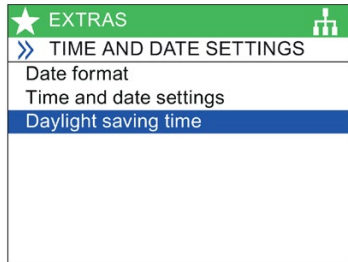 EXTRAS
TIME AND DATE SETTINGS
Date format
Time and date settings
Daylight saving time